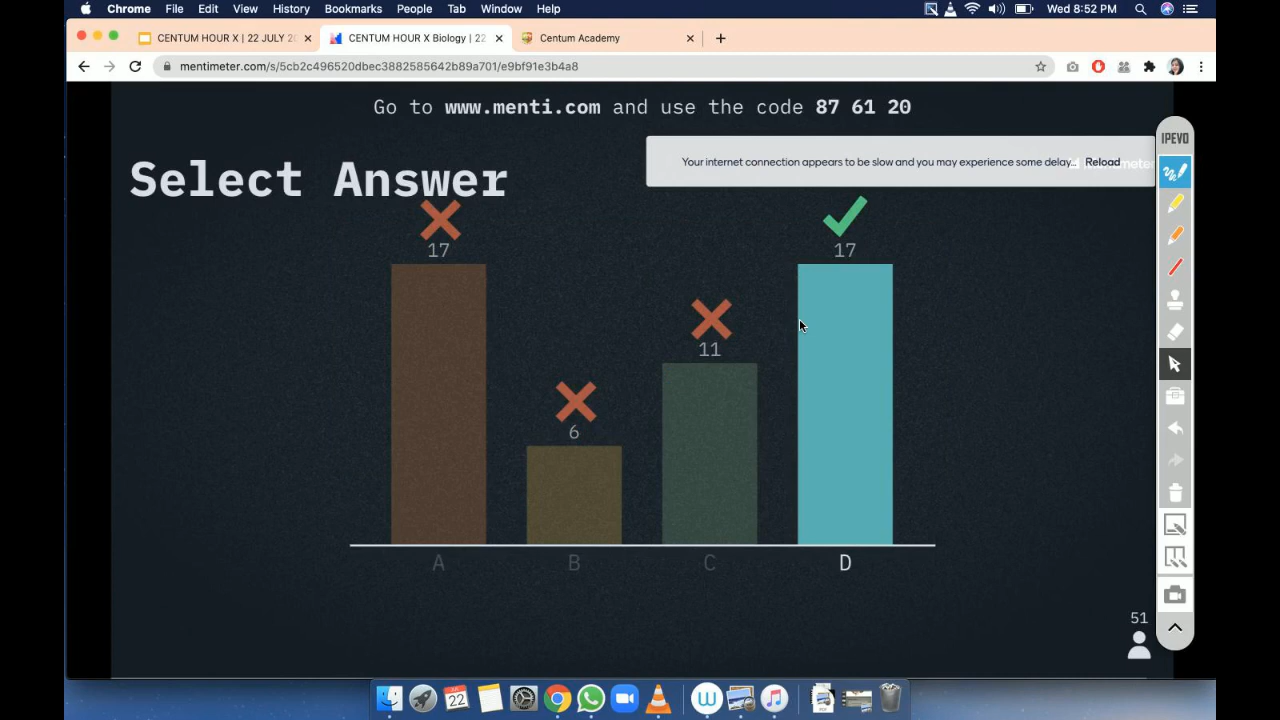 Chrome File Edit View History Bookmarks People Tab Window Help Wed 8:52 PM
CENTUM HOUR X | 22 JULY 2 CENTUM HOUR X Biology | 22 Centum Academy
mentimeter.com/s/5cb2c496520dbec3882585642b89a701/e9bf91e3b4a8
Go to www.menti.com and use the code 87 61 20
IPEVO
Your internet connection appears to be slow and you may experience some delay... Reload
Select Answer
17 17
11
6
A B C D
51
JUL
22